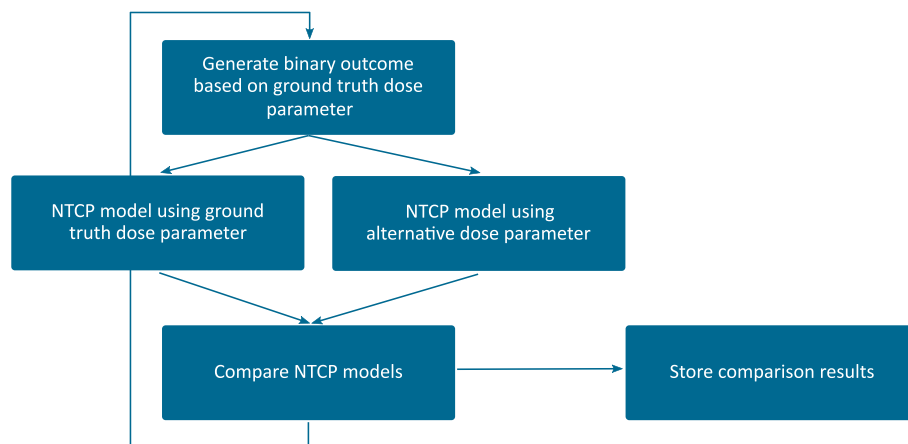 Generate binary outcome
based on ground truth dose
parameter
NTCP model using ground
truth dose parameter
NTCP model using
alternative dose parameter
Compare NTCP models
Store comparison results